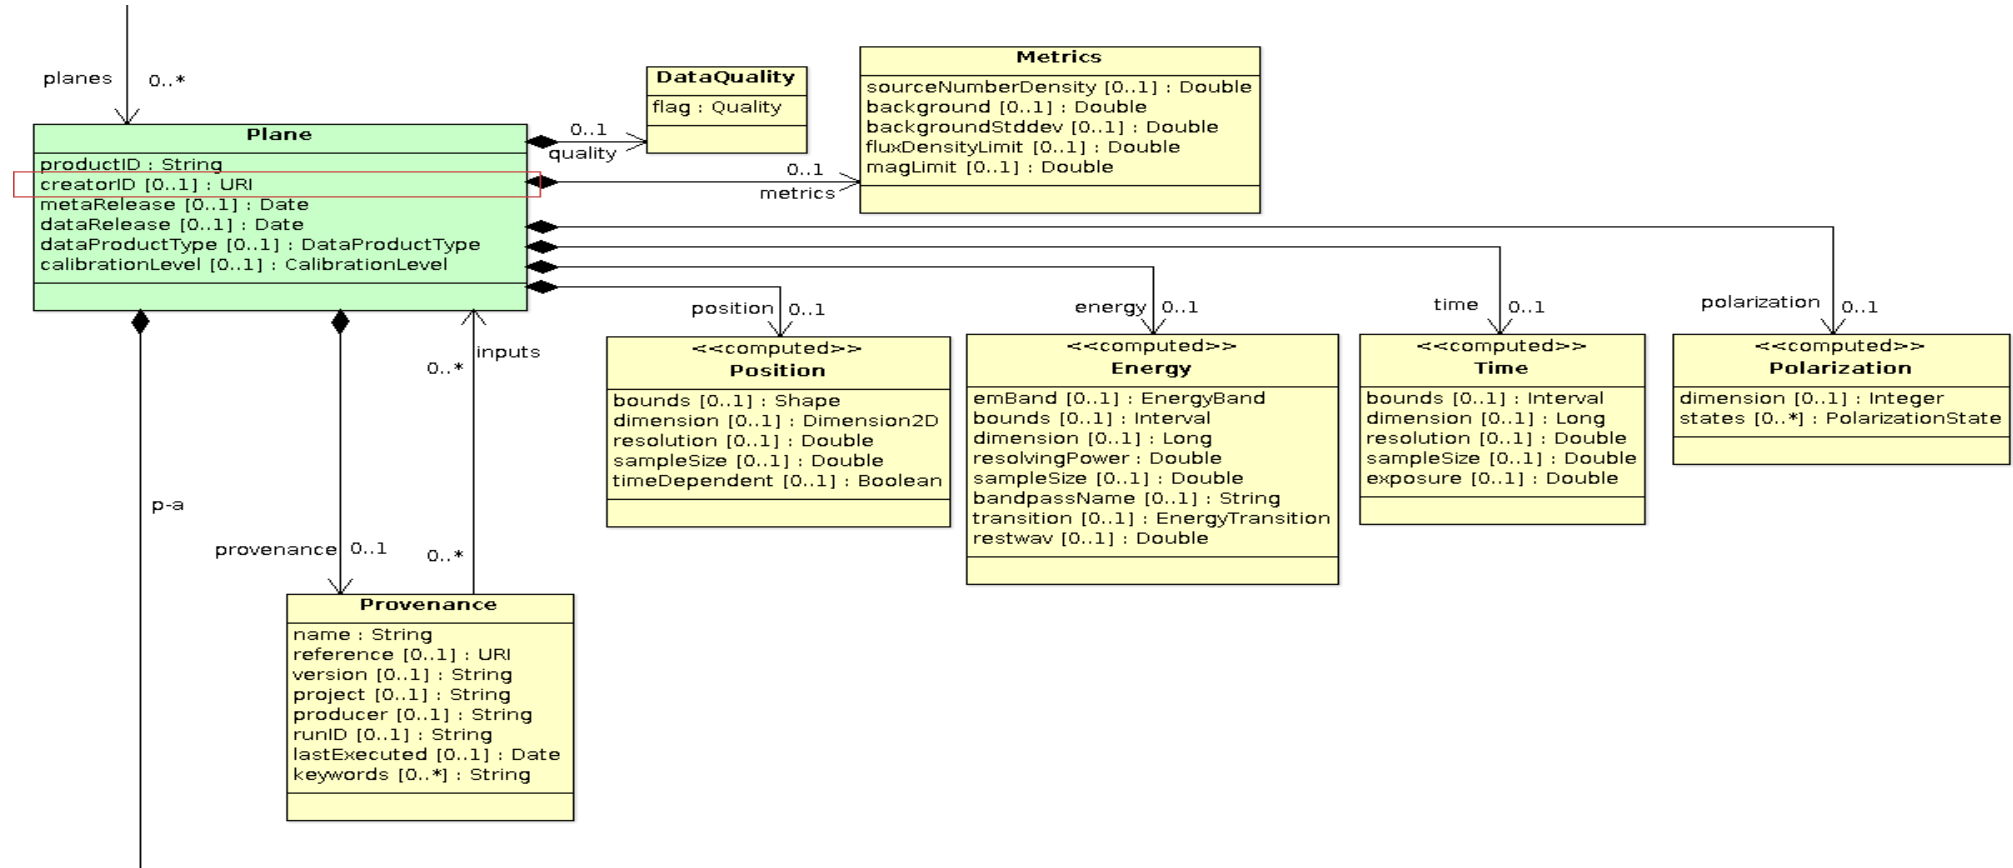 planes 0..*
Plane
productID : String
creatorID [0..1] : URI
metaRelease [0..1] : Date
dataRelease [0..1] : Date
dataProductType [0..1] : DataProductType
calibrationLevel [0..1] : CalibrationLevel
0..1
quality
DataQuality
flag : Quality
0..1
metrics
Metrics
sourceNumberDensity [0..1] : Double
background [0..1] : Double
backgroundStddev [0..1] : Double
fluxDensityLimit [0..1] : Double
magLimit [0..1] : Double
position 0..1
<<computed>>
Position
bounds [0..1] : Shape
dimension [0..1] : Dimension2D
resolution [0..1] : Double
sampleSize [0..1] : Double
timeDependent [0..1] : Boolean
energy 0..1
<<computed>>
Energy
emBand [0..1] : EnergyBand
bounds [0..1] : Interval
dimension [0..1] : Long
resolvingPower : Double
sampleSize [0..1] : Double
bandpassName [0..1] : String
transition [0..1] : EnergyTransition
restwav [0..1] : Double
time 0..1
<<computed>>
Time
bounds [0..1] : Interval
dimension [0..1] : Long
resolution [0..1] : Double
sampleSize [0..1] : Double
exposure [0..1] : Double
polarization 0..1
<<computed>>
Polarization
dimension [0..1] : Integer
states [0..*] : PolarizationState
inputs
0..*
p-a
provenance 0..1
0..*
Provenance
name : String
reference [0..1] : URI
version [0..1] : String
project [0..1] : String
producer [0..1] : String
runID [0..1] : String
lastExecuted [0..1] : Date
keywords [0..*] : String